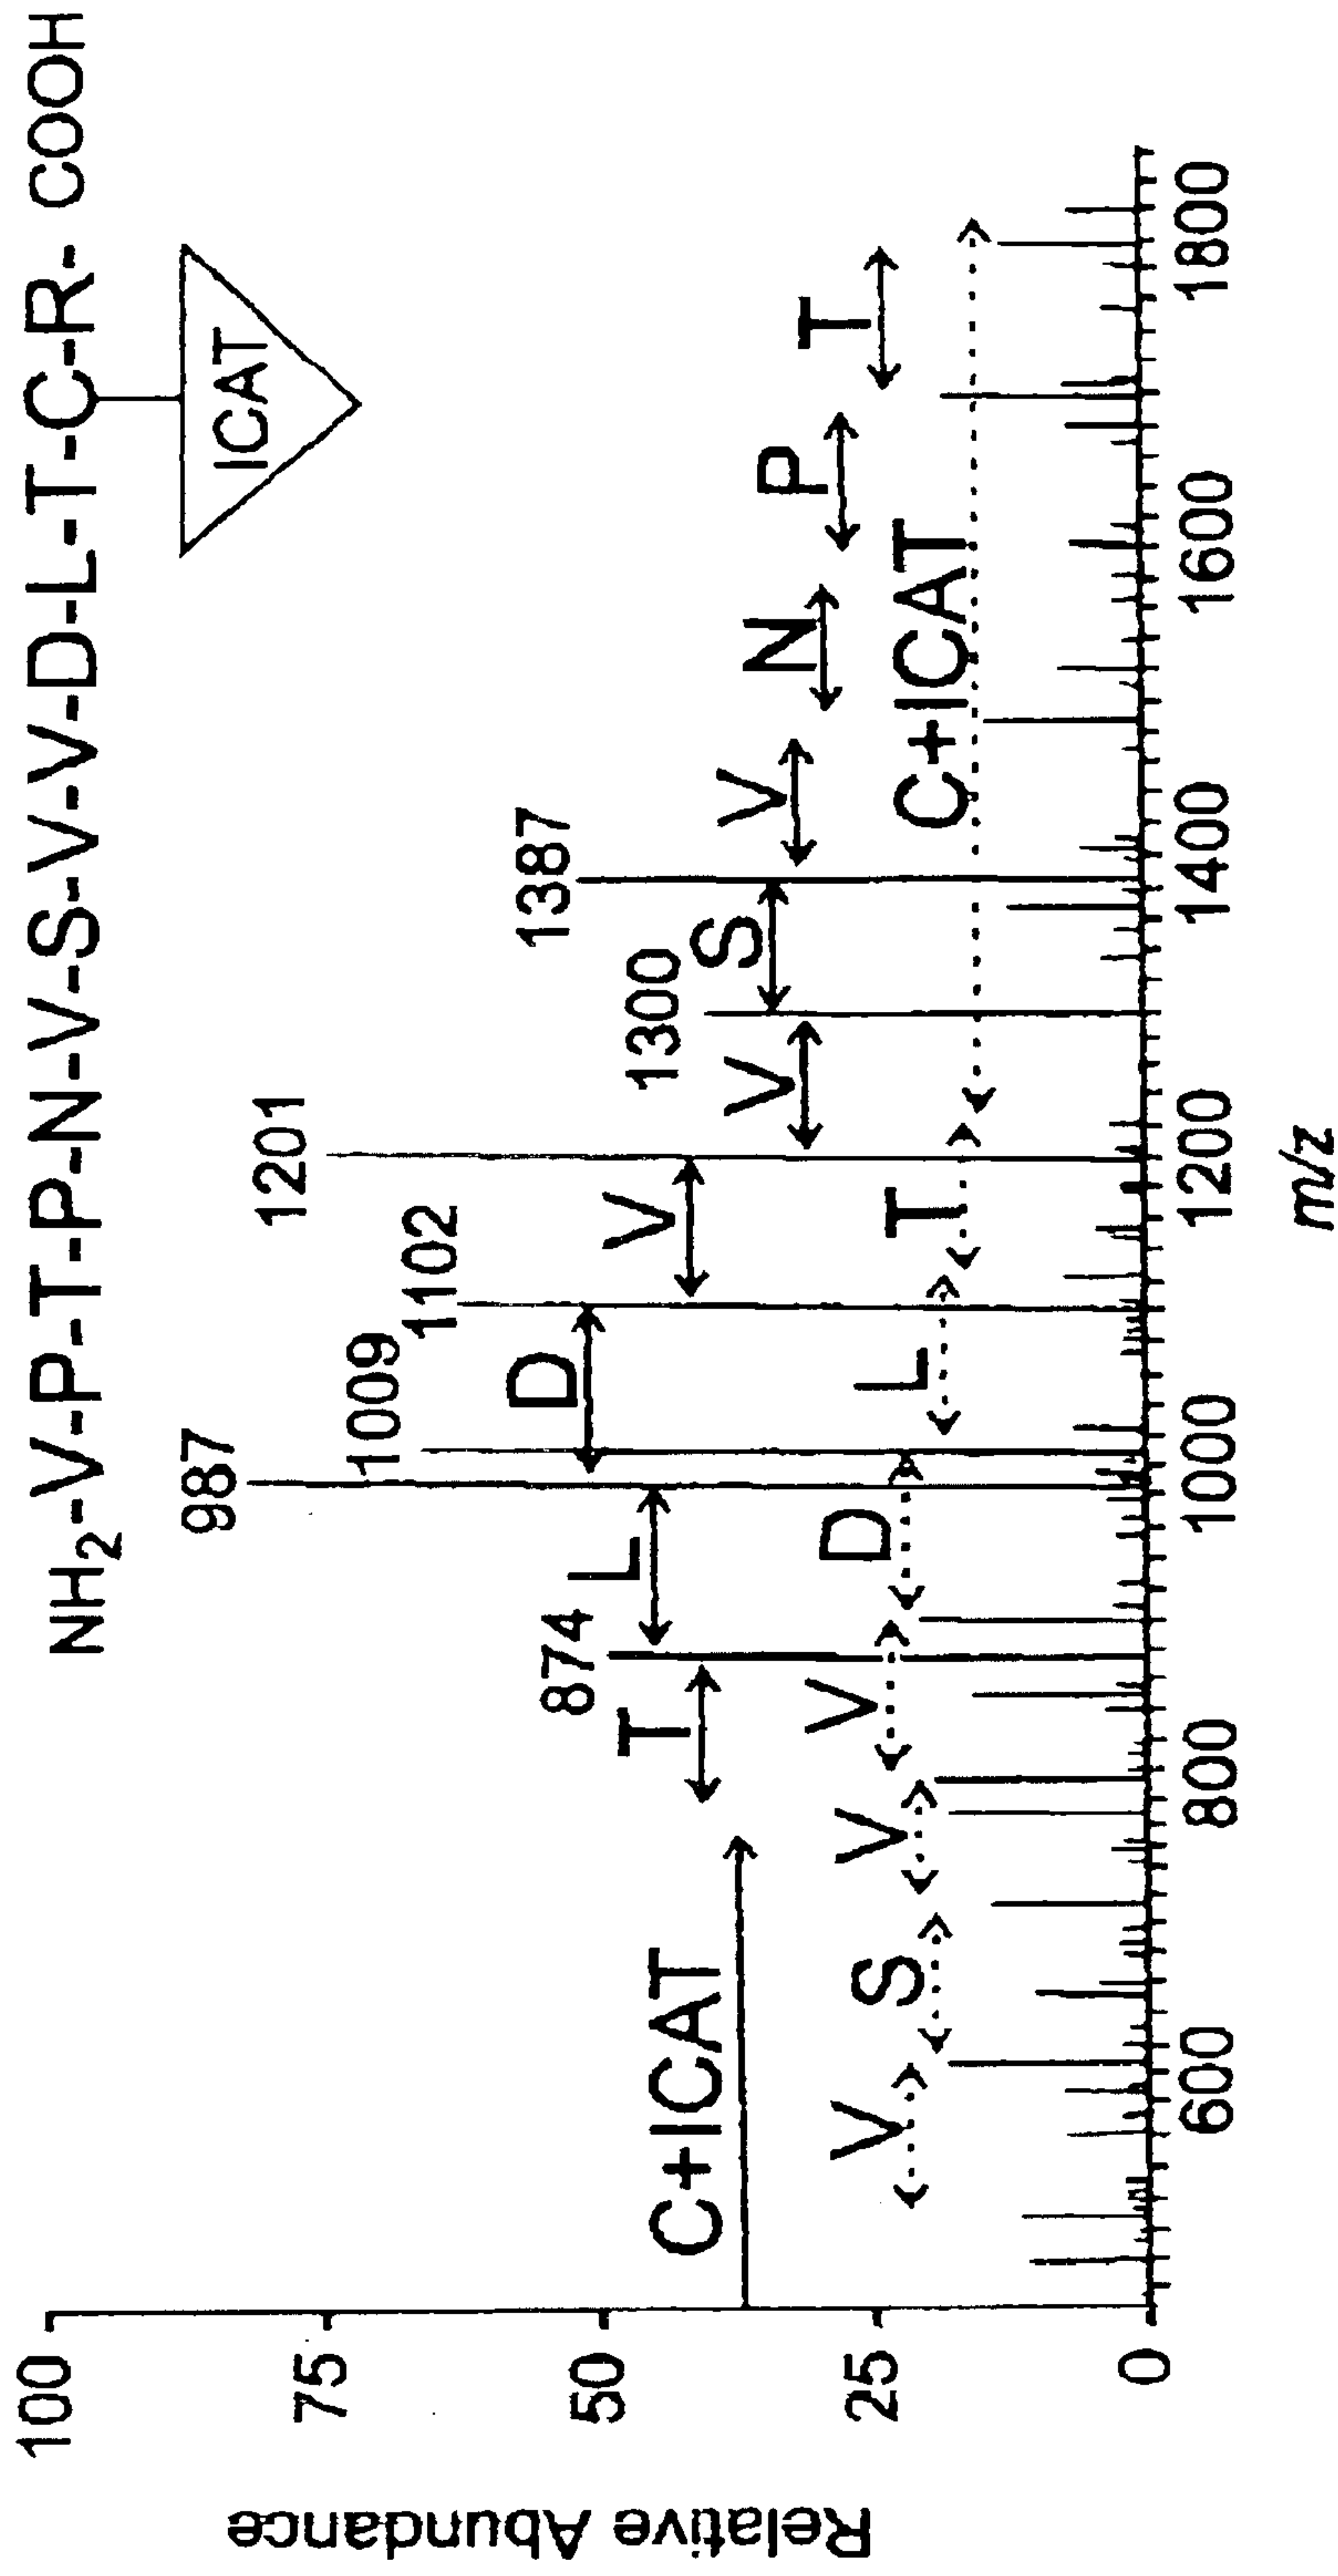 NH2-V-P-T-P-N-V-S-V-V-D-L-T-C-R- COOH
ICAT
Relative Abundance
100
75
50
25
0
987
1009
1102
1201
1300
1387
874
C+ICAT
T
L
D
V
V
S
V
N
P
T
V
S
V
V
D
L
T
C+ICAT
600
800
1000
1200
1400
1600
1800
m/z